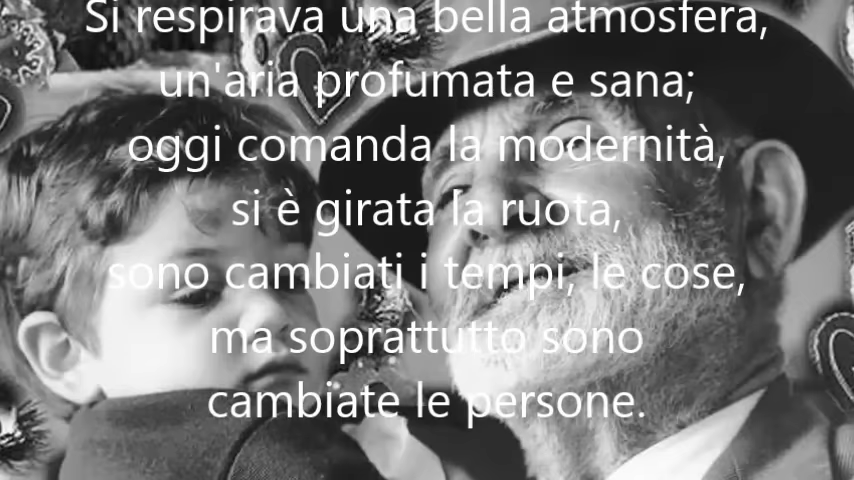 Si respirava una bella atmosfera,
un'aria profumata e sana;
oggi comanda la modernità,
si è girata la ruota,
sono cambiati i tempi, le cose,
ma soprattutto sono
cambiate le persone.